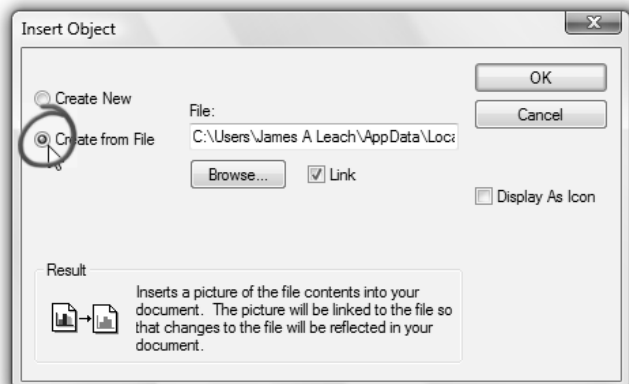 Insert Object
X
Create New
Create from File
File:
C:\Users\James A Leach\AppData\Loca
Browse...
Link
OK
Cancel
Display As Icon
Result
Inserts a picture of the file contents into your
document. The picture will be linked to the file so
that changes to the file will be reflected in your
document.